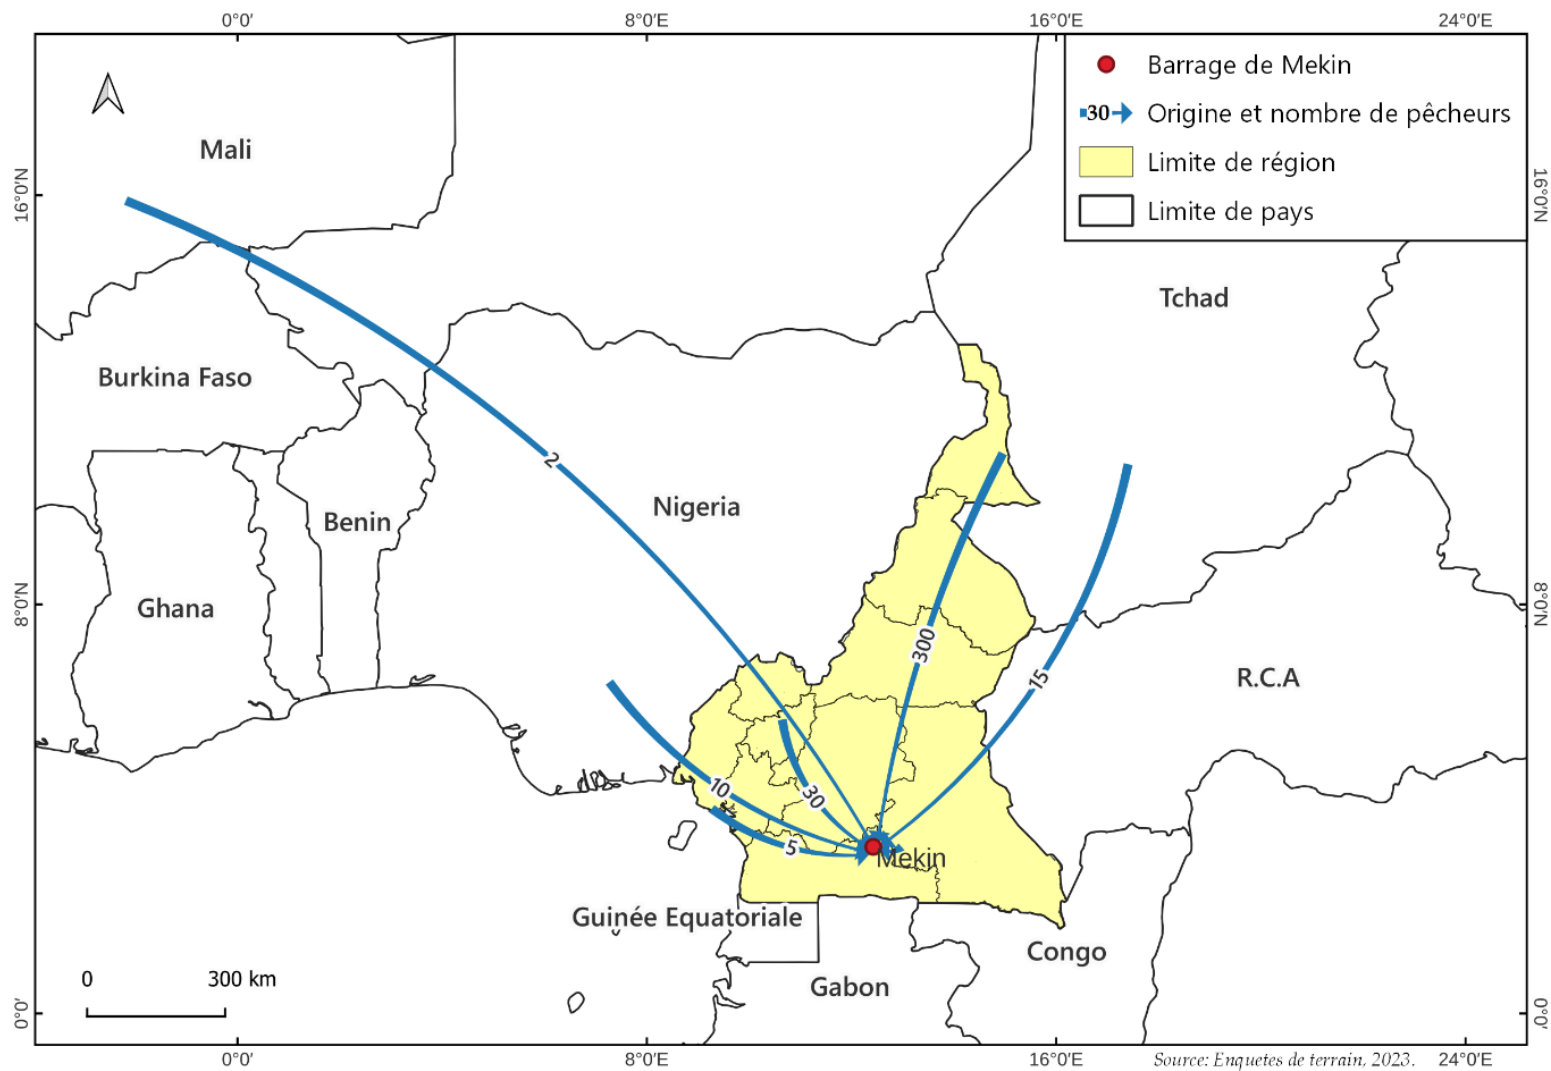 0°0′ 8°0′E 16°0′E 24°0′E
Barrage de Mekin
30 Origine et nombre de pêcheurs
Limite de région
Limite de pays
Mali
16°0′N 16°0′N
Tchad
Burkina Faso
2
Nigeria
Benin
Ghana
8°0′N 8°0′N
300
15
R.C.A
10
30
5
Mekin
Guinée Equatoriale
Congo
Gabon
0 300 km
0°0′ 0°0′
0°0′ 8°0′E 16°0′E 24°0′E
Source: Enquetes de terrain, 2023.